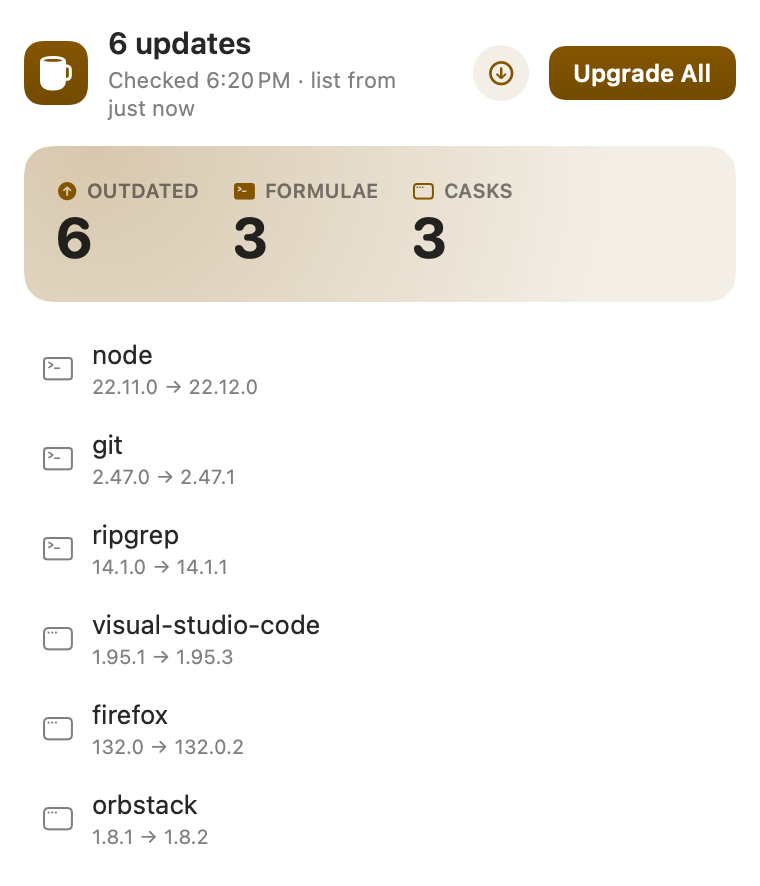 6 updates
Checked 6:20 PM · list from
just now
Upgrade All
OUTDATED
6
FORMULAE
3
CASKS
3
node
22.11.0 → 22.12.0
git
2.47.0 → 2.47.1
ripgrep
14.1.0 → 14.1.1
visual-studio-code
1.95.1 → 1.95.3
firefox
132.0 → 132.0.2
orbstack
1.8.1 → 1.8.2